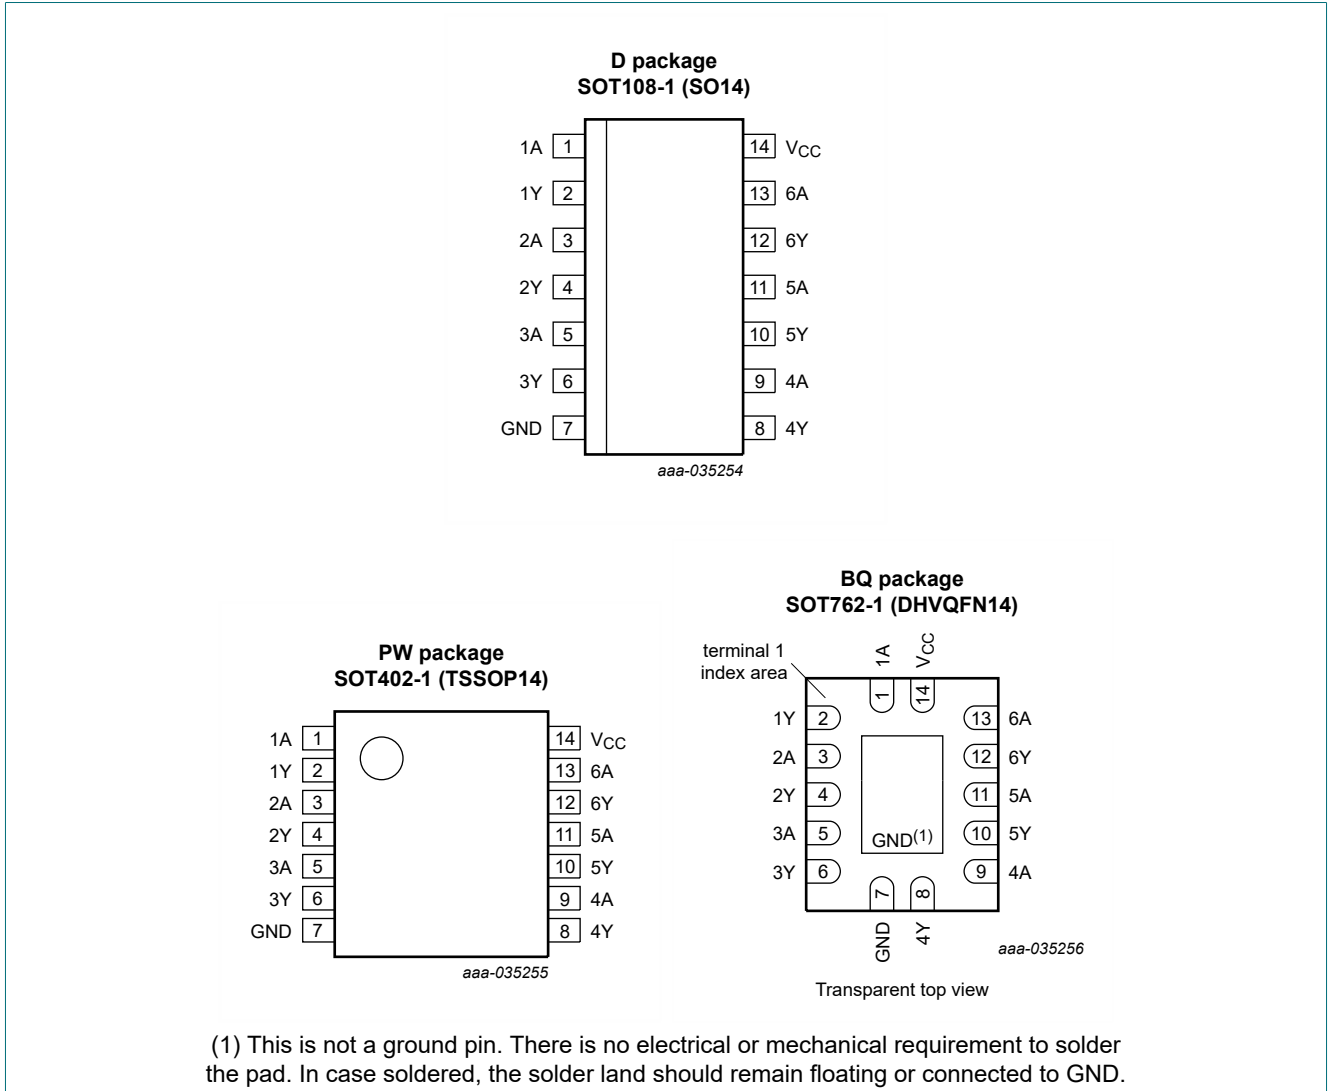 D package
SOT108-1 (SO14)
1A 1 14 VCC
1Y 2 13 6A
2A 3 12 6Y
2Y 4 11 5A
3A 5 10 5Y
3Y 6 9 4A
GND 7 8 4Y
aaa-035254
PW package
SOT402-1 (TSSOP14)
1A 1 14 VCC
1Y 2 13 6A
2A 3 12 6Y
2Y 4 11 5A
3A 5 10 5Y
3Y 6 9 4A
GND 7 8 4Y
aaa-035255
BQ package
SOT762-1 (DHVQFN14)
terminal 1
index area
1A VCC
1 14
1Y 2 13 6A
2A 3 12 6Y
2Y 4 11 5A
3A 5 10 5Y
GND(1)
3Y 6 9 4A
7 8
GND 4Y
aaa-035256
Transparent top view
(1) This is not a ground pin. There is no electrical or mechanical requirement to solder
the pad. In case soldered, the solder land should remain floating or connected to GND.